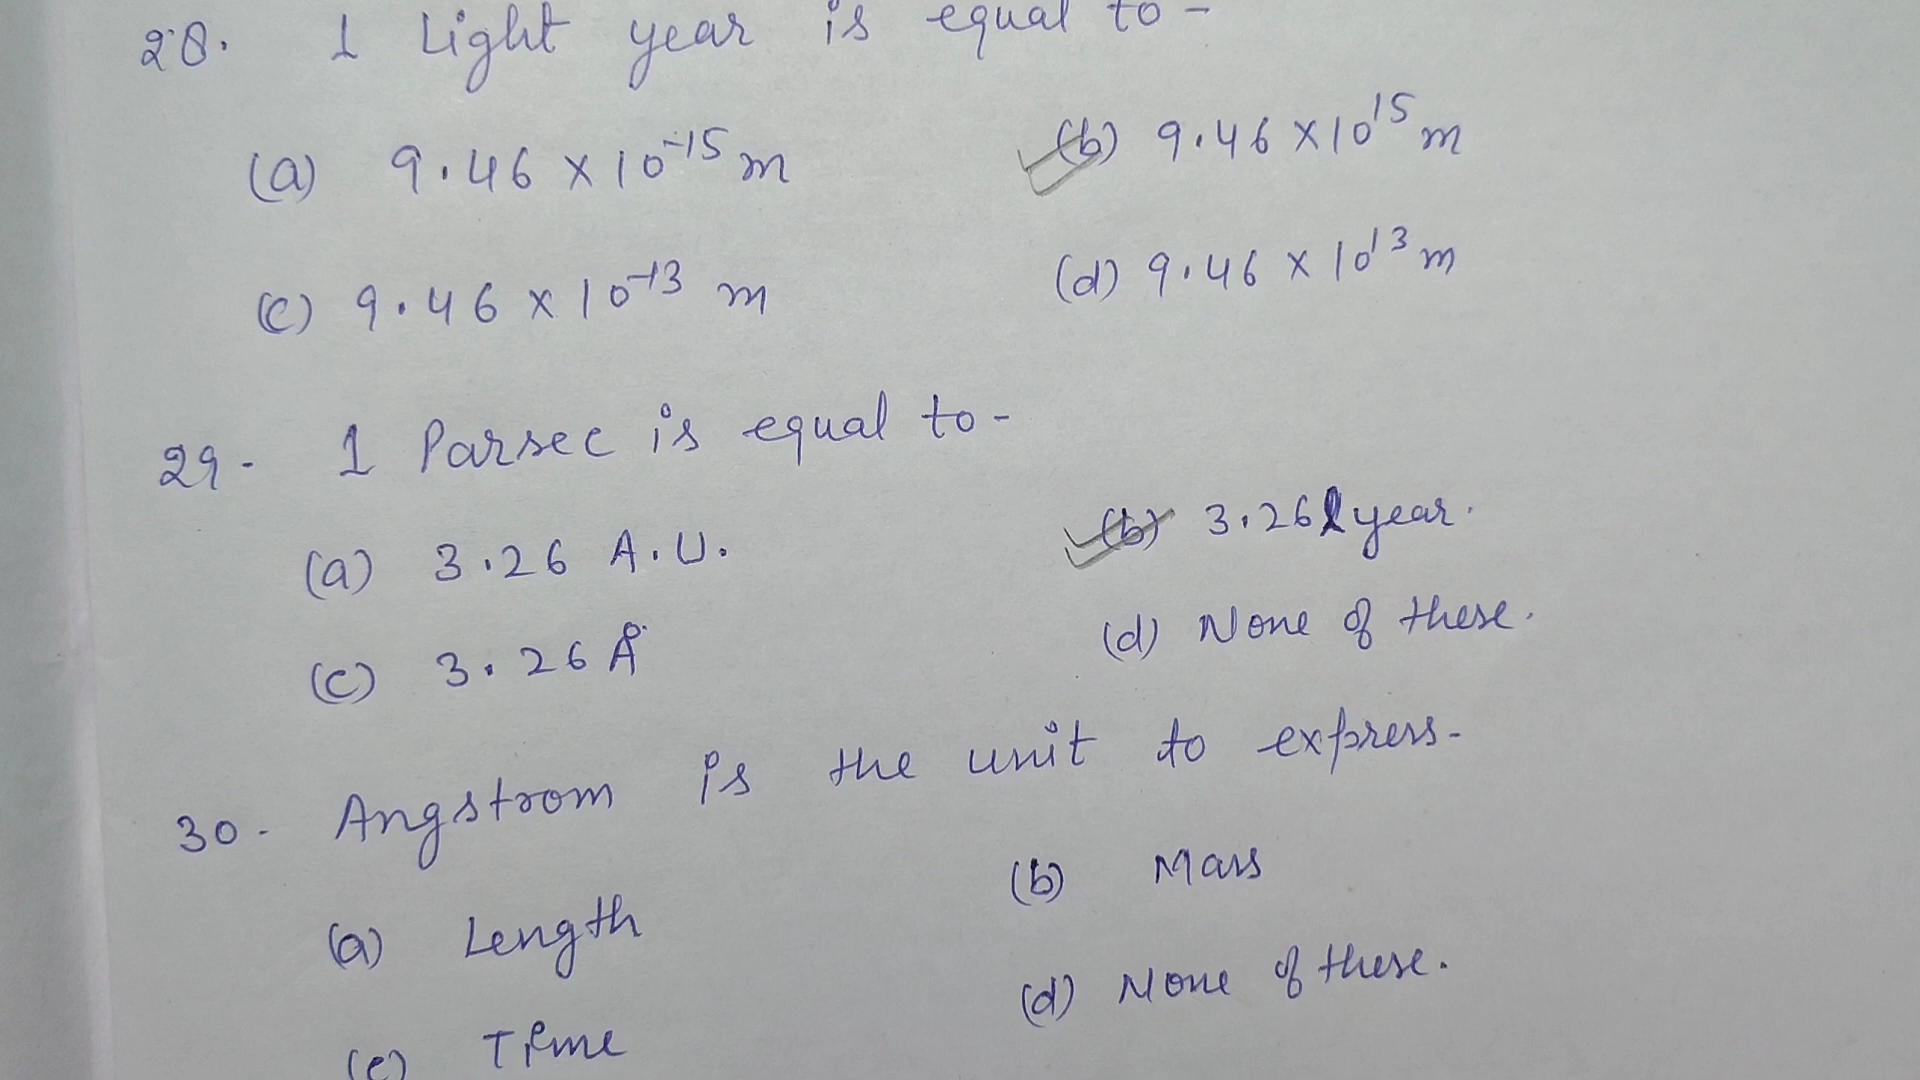 28. 1 Light year is equal to -
(a) 9.46 × 10⁻¹⁵ m (b) 9.46 × 10¹⁵ m
(c) 9.46 × 10⁻¹³ m (d) 9.46 × 10¹³ m
29- 1 Parsec is equal to -
(a) 3.26 A.U. (b) 3.26 l year.
(c) 3.26 Å (d) None of these.
30- Angstrom is the unit to express-
(a) Length (b) Mass
(c) Time (d) None of these.